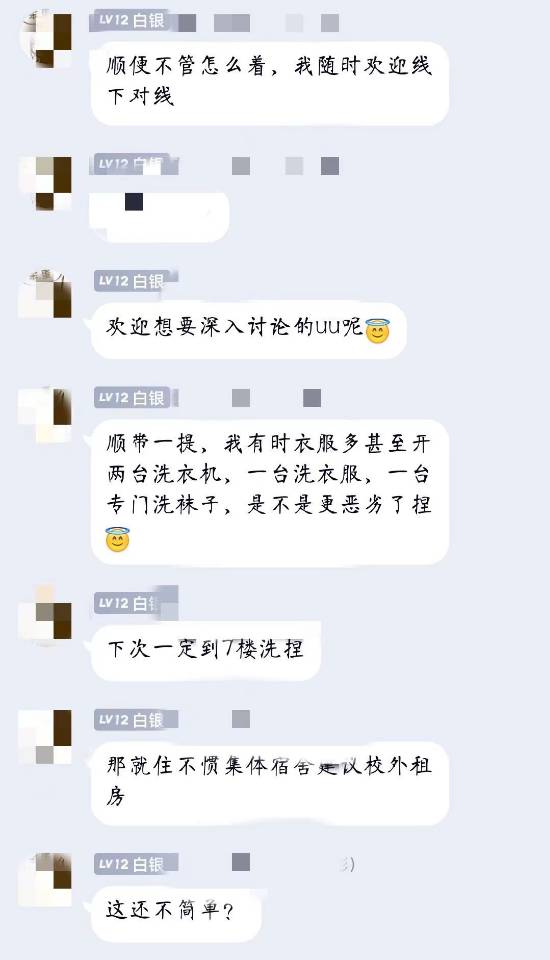 LV12 白银
顺便不管怎么着，我随时欢迎线
下对线
LV12 白银
LV12 白银
欢迎想要深入讨论的uu呢😇
LV12 白银
顺带一提，我有时衣服多甚至开
两台洗衣机，一台洗衣服，一台
专门洗袜子，是不是更恶劣了捏
😇
LV12 白银
下次一定到7楼洗捏
LV12 白银
那就住不惯集体宿舍建议校外租
房
LV12 白银
这还不简单？